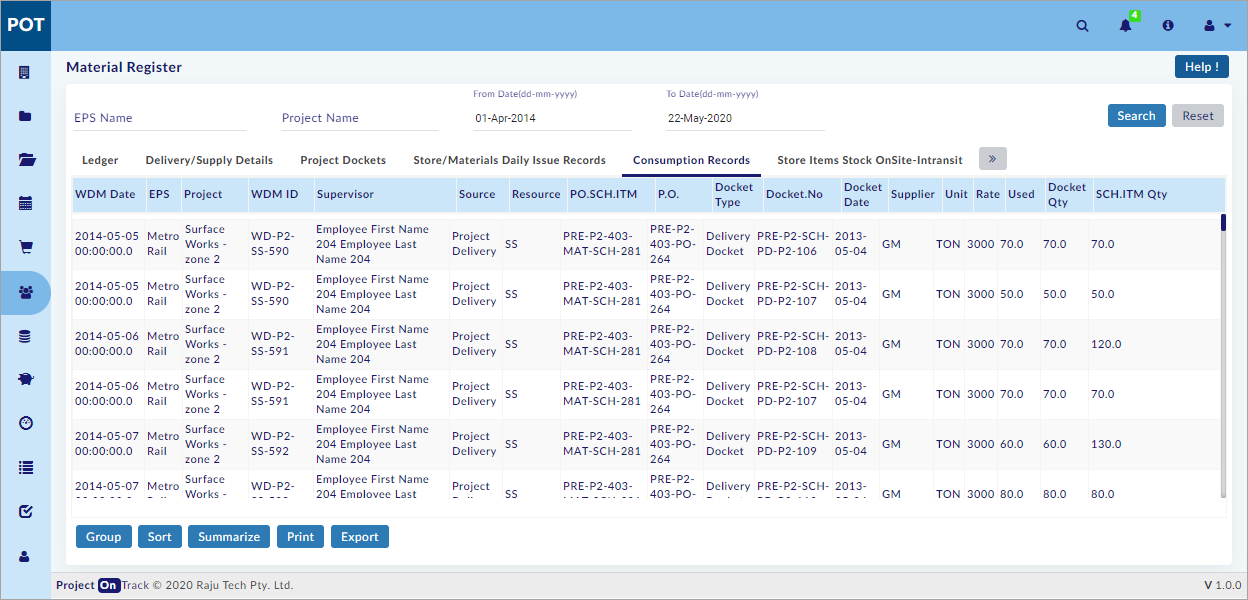 POT
4
Material Register
Help !
From Date(dd-mm-yyyy)
To Date(dd-mm-yyyy)
EPS Name
Project Name
01-Apr-2014
22-May-2020
Search
Reset
Ledger
Delivery/Supply Details
Project Dockets
Store/Materials Daily Issue Records
Consumption Records
Store Items Stock OnSite-Intransit
»
WDM Date EPS Project WDM ID Supervisor Source Resource PO.SCH.ITM P.O. Docket Type Docket.No Docket Date Supplier Unit Rate Used Docket Qty SCH.ITM Qty
2014-05-05 00:00:00.0 Metro Rail Surface Works - zone 2 WD-P2-SS-590 Employee First Name 204 Employee Last Name 204 Project Delivery SS PRE-P2-403-MAT-SCH-281 PRE-P2-403-PO-264 Delivery Docket PRE-P2-SCH-PD-P2-106 2013-05-04 GM TON 3000 70.0 70.0 70.0
2014-05-05 00:00:00.0 Metro Rail Surface Works - zone 2 WD-P2-SS-590 Employee First Name 204 Employee Last Name 204 Project Delivery SS PRE-P2-403-MAT-SCH-281 PRE-P2-403-PO-264 Delivery Docket PRE-P2-SCH-PD-P2-107 2013-05-04 GM TON 3000 50.0 50.0 50.0
2014-05-06 00:00:00.0 Metro Rail Surface Works - zone 2 WD-P2-SS-591 Employee First Name 204 Employee Last Name 204 Project Delivery SS PRE-P2-403-MAT-SCH-281 PRE-P2-403-PO-264 Delivery Docket PRE-P2-SCH-PD-P2-108 2013-05-04 GM TON 3000 70.0 70.0 120.0
2014-05-06 00:00:00.0 Metro Rail Surface Works - zone 2 WD-P2-SS-591 Employee First Name 204 Employee Last Name 204 Project Delivery SS PRE-P2-403-MAT-SCH-281 PRE-P2-403-PO-264 Delivery Docket PRE-P2-SCH-PD-P2-107 2013-05-04 GM TON 3000 70.0 70.0 70.0
2014-05-07 00:00:00.0 Metro Rail Surface Works - zone 2 WD-P2-SS-592 Employee First Name 204 Employee Last Name 204 Project Delivery SS PRE-P2-403-MAT-SCH-281 PRE-P2-403-PO-264 Delivery Docket PRE-P2-SCH-PD-P2-109 2013-05-04 GM TON 3000 60.0 60.0 130.0
2014-05-07 Metro Surface Works - WD-P2- Employee First Name 204 Employee Last Project SS PRE-P2-403- PRE-P2-403-PO- Delivery PRE-P2-SCH- 2013- GM TON 3000 80.0 80.0 80.0
Group
Sort
Summarize
Print
Export
Project On Track © 2020 Raju Tech Pty. Ltd.
V 1.0.0